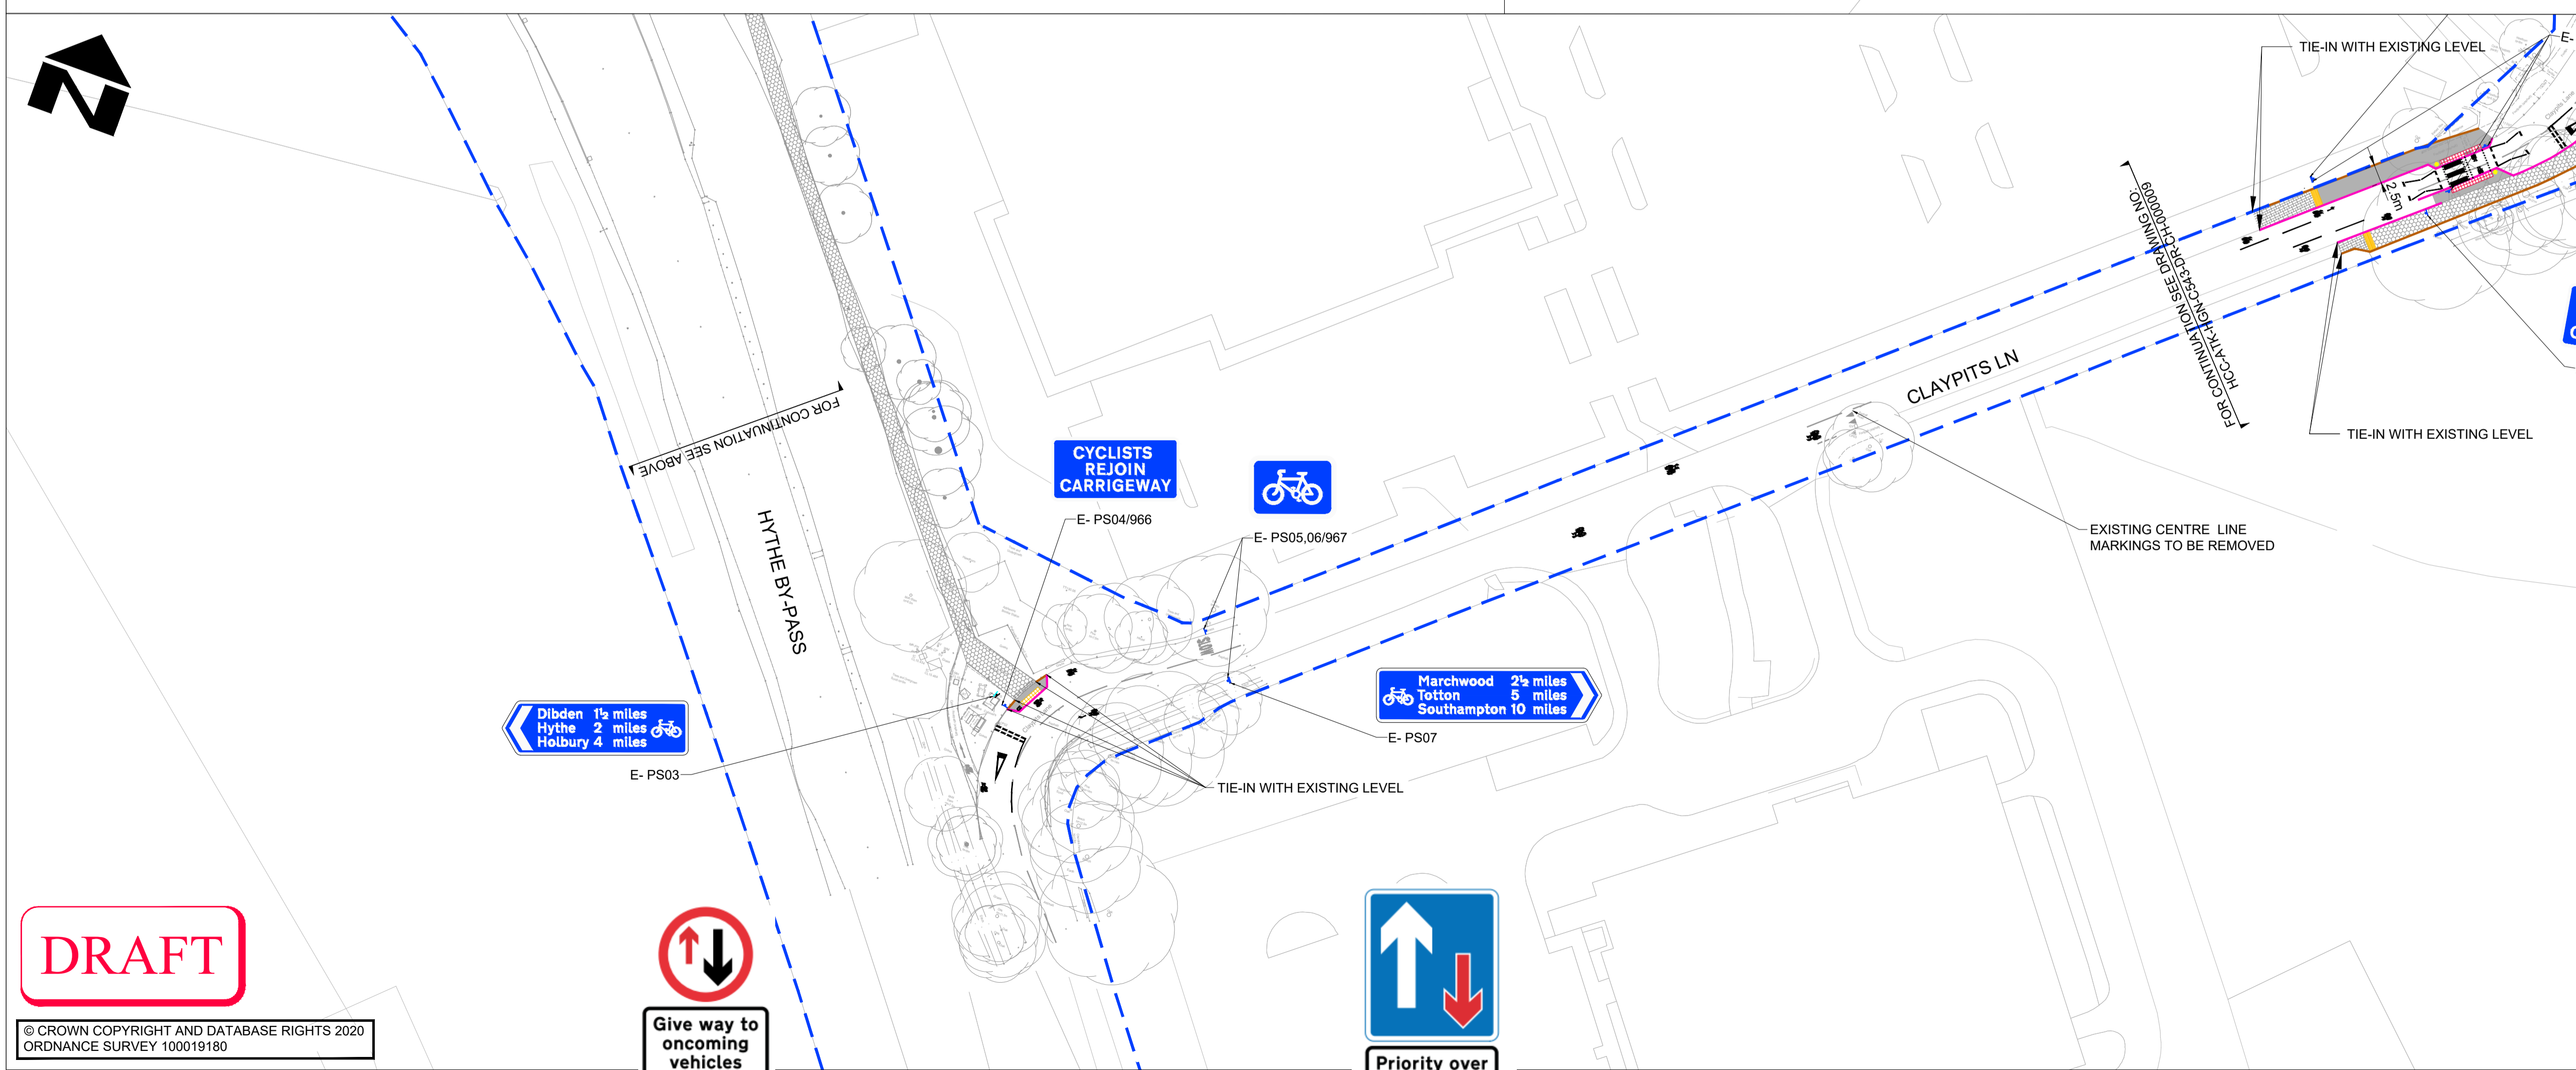 TIE-IN WITH EXISTING LEVEL
E-
2.5m
FOR CONTINUATION SEE DRAWING NO:
HCC-ATK-HGN-C543-DR-CH-000009
CLAYPITS LN
FOR CONTINUATION SEE ABOVE
HYTHE BY-PASS
CYCLISTS
REJOIN
CARRIGEWAY
E- PS04/966
E- PS05,06/967
TIE-IN WITH EXISTING LEVEL
EXISTING CENTRE LINE
MARKINGS TO BE REMOVED
SLOW
Dibden 1½ miles
Hythe 2 miles
Holbury 4 miles
E- PS03
Marchwood 2½ miles
Totton 5 miles
Southampton 10 miles
E- PS07
TIE-IN WITH EXISTING LEVEL
DRAFT
© CROWN COPYRIGHT AND DATABASE RIGHTS 2020
ORDNANCE SURVEY 100019180
Give way to
oncoming
vehicles
Priority over